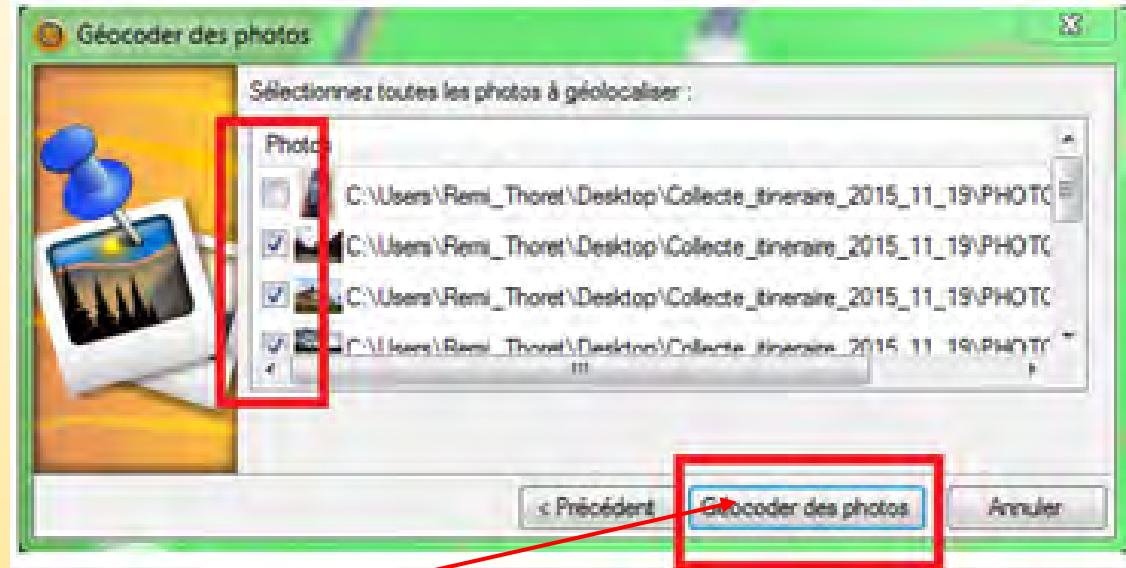 Géocoder des photos
Sélectionnez toutes les photos à géolocaliser :
Photos
C:\Users\Remi_Thoret\Desktop\Collecte_itineraire_2015_11_19\PHOTO
C:\Users\Remi_Thoret\Desktop\Collecte_itineraire_2015_11_19\PHOTO
C:\Users\Remi_Thoret\Desktop\Collecte_itineraire_2015_11_19\PHOTO
C:\Users\Remi_Thoret\Desktop\Collecte_itineraire_2015_11_19\PHOTO
< Précédent
Géocoder des photos
Annuler